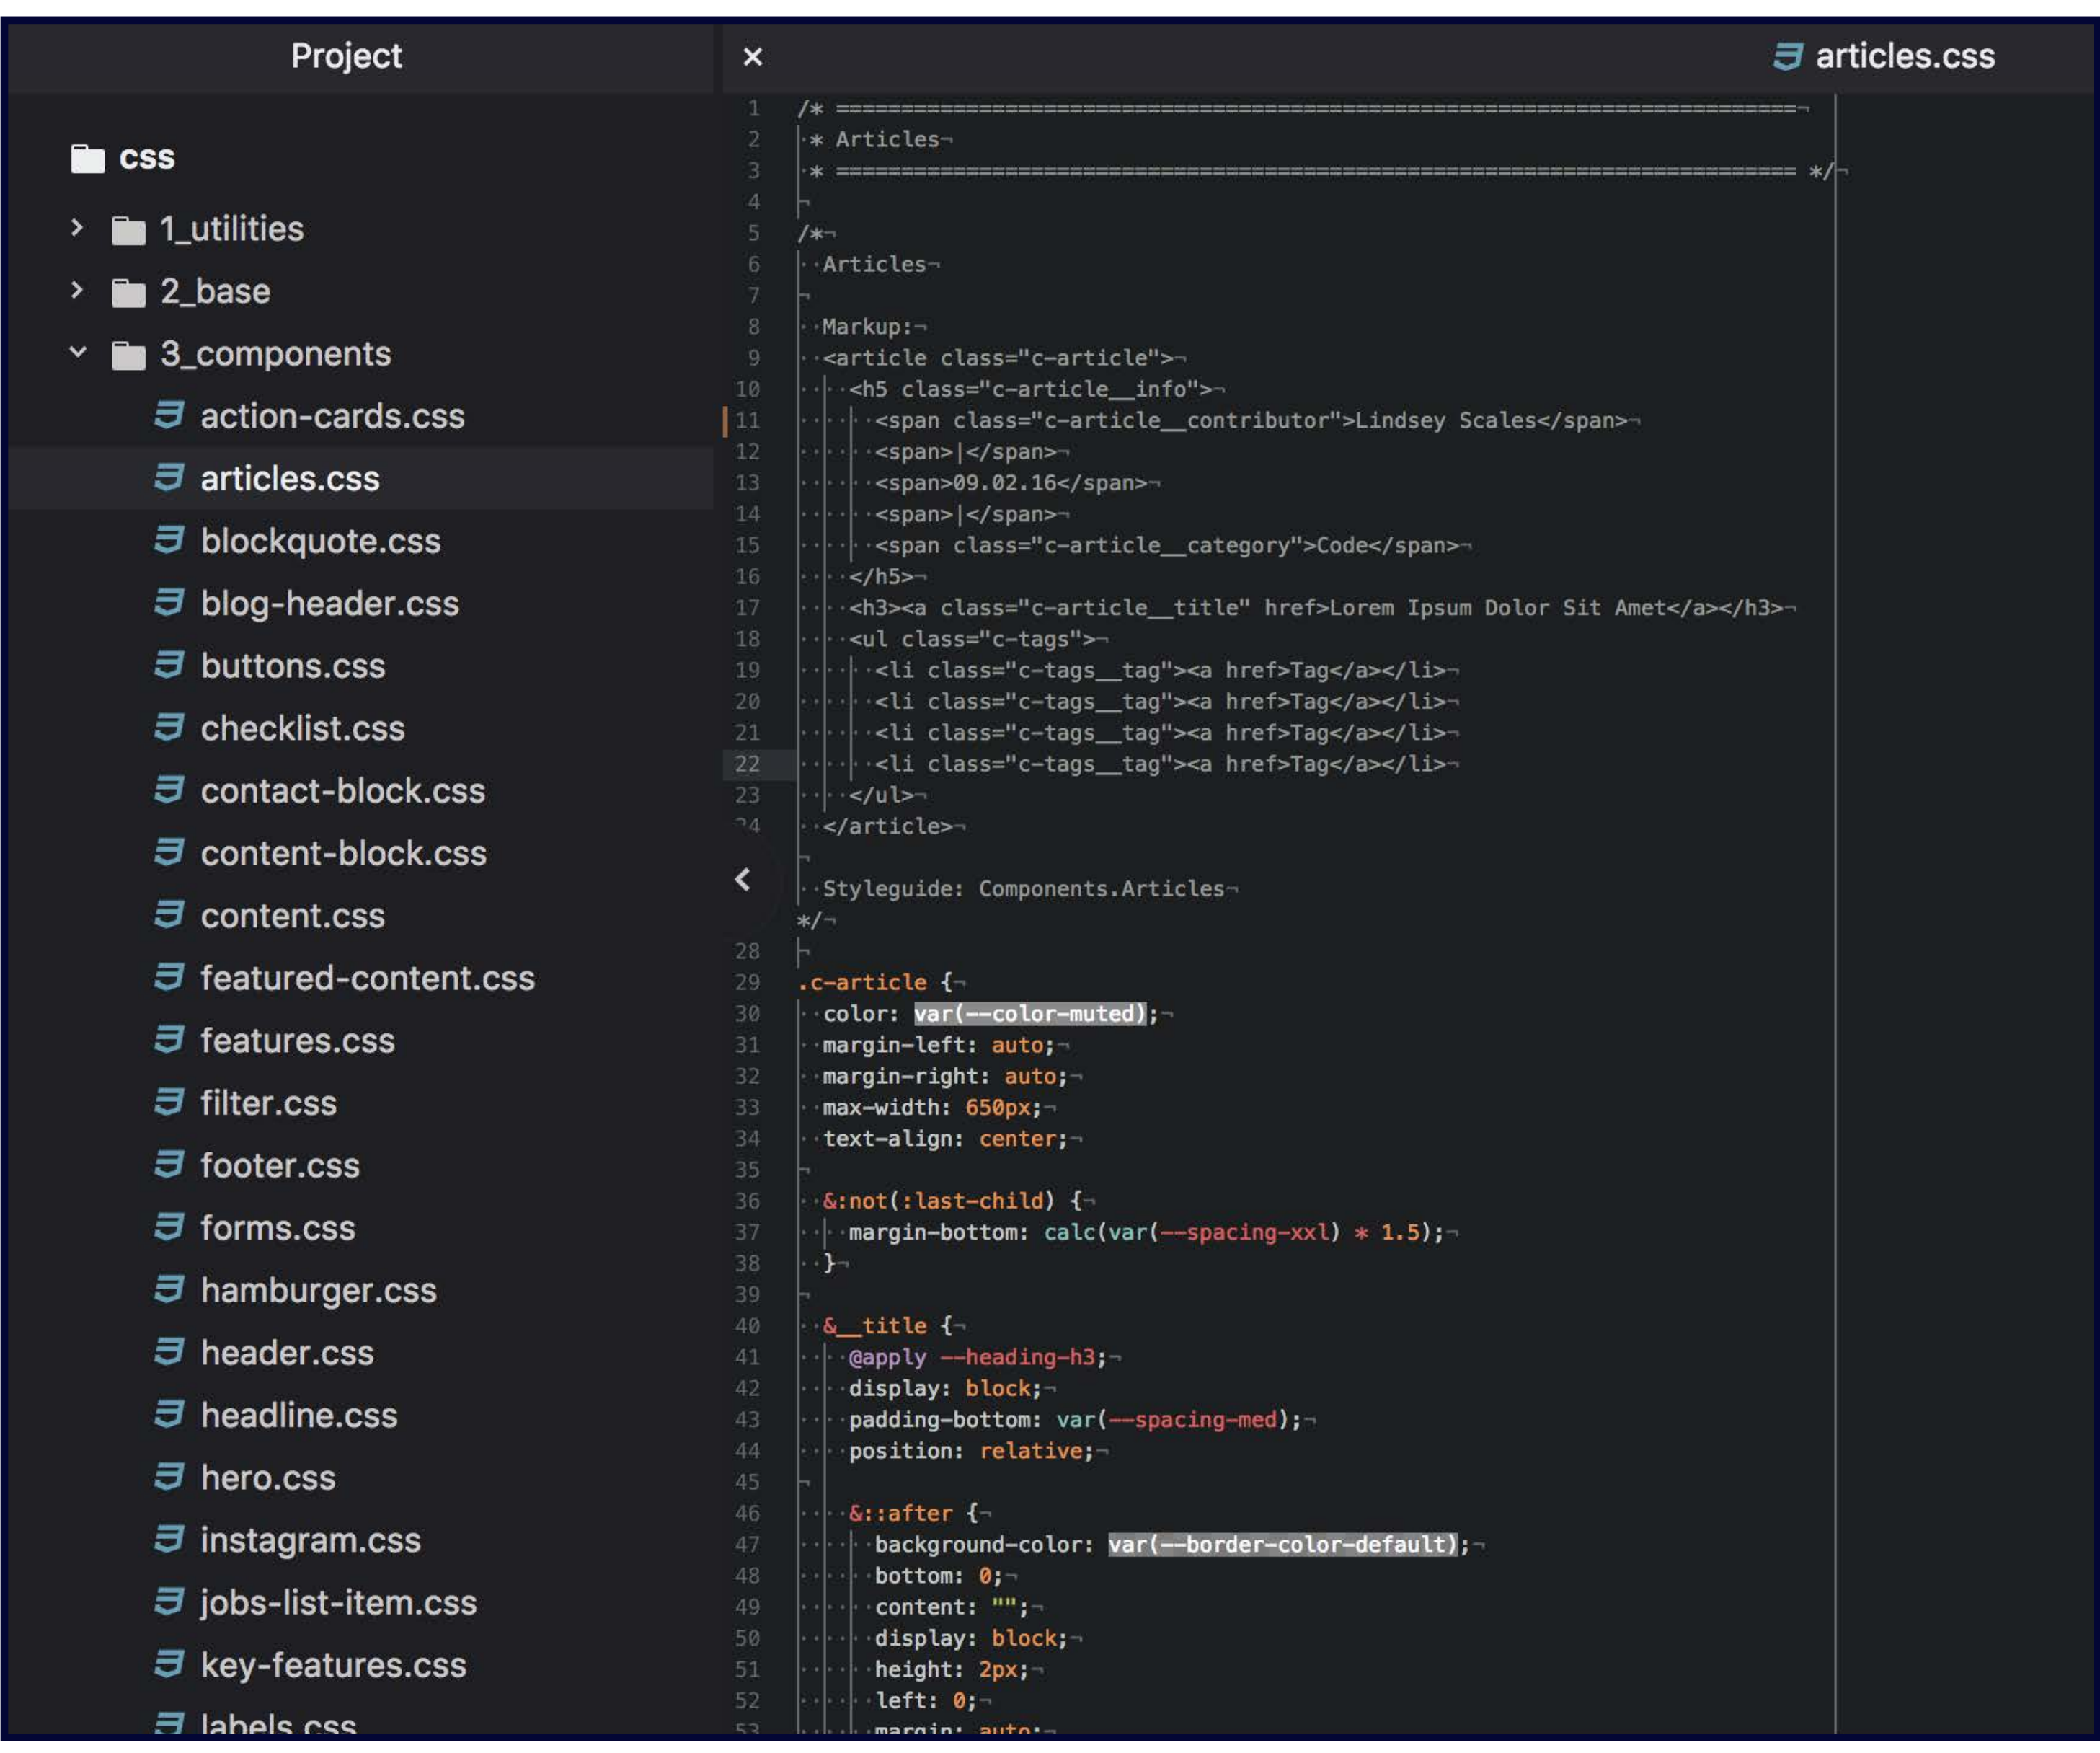 Project
css
1_utilities
2_base
3_components
action-cards.css
articles.css
blockquote.css
blog-header.css
buttons.css
checklist.css
contact-block.css
content-block.css
content.css
featured-content.css
features.css
filter.css
footer.css
forms.css
hamburger.css
header.css
headline.css
hero.css
instagram.css
jobs-list-item.css
key-features.css
labels.css
× articles.css
1 /* ==========================================================================
2 * Articles
3 * ========================================================================== */
4
5 /*
6 Articles
7
8 Markup:
9 <article class="c-article">
10 <h5 class="c-article__info">
11 <span class="c-article__contributor">Lindsey Scales</span>
12 <span>|</span>
13 <span>09.02.16</span>
14 <span>|</span>
15 <span class="c-article__category">Code</span>
16 </h5>
17 <h3><a class="c-article__title" href>Lorem Ipsum Dolor Sit Amet</a></h3>
18 <ul class="c-tags">
19 <li class="c-tags__tag"><a href>Tag</a></li>
20 <li class="c-tags__tag"><a href>Tag</a></li>
21 <li class="c-tags__tag"><a href>Tag</a></li>
22 <li class="c-tags__tag"><a href>Tag</a></li>
23 </ul>
24 </article>
Styleguide: Components.Articles
*/
28
29 .c-article {
30 color: var(--color-muted);
31 margin-left: auto;
32 margin-right: auto;
33 max-width: 650px;
34 text-align: center;
35
36 &:not(:last-child) {
37 margin-bottom: calc(var(--spacing-xxl) * 1.5);
38 }
39
40 &__title {
41 @apply --heading-h3;
42 display: block;
43 padding-bottom: var(--spacing-med);
44 position: relative;
45
46 &::after {
47 background-color: var(--border-color-default);
48 bottom: 0;
49 content: "";
50 display: block;
51 height: 2px;
52 left: 0;
53 margin: auto;